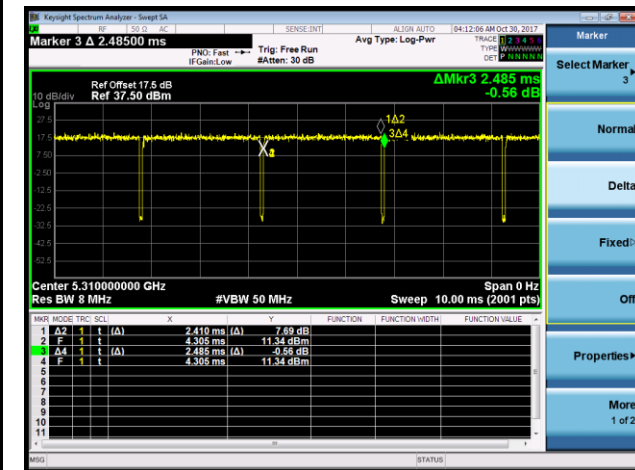 Keysight Spectrum Analyzer - Swept SA
RF 50 Ω AC SENSE:INT ALIGN AUTO 04:12:06 AM Oct 30, 2017
Marker 3 Δ 2.48500 ms
PNO: Fast
IFGain:Low
Trig: Free Run
#Atten: 30 dB
Avg Type: Log-Pwr
TRACE 1 2 3 4 5 6
TYPE WWWWWW
DET P NNNNN
Ref Offset 17.5 dB
10 dB/div Ref 37.50 dBm
Log
ΔMkr3 2.485 ms
-0.56 dB
27.5
17.5
7.50
-2.50
-12.5
-22.5
-32.5
-42.5
-52.5
1Δ2
3Δ4
Center 5.310000000 GHz Span 0 Hz
Res BW 8 MHz #VBW 50 MHz Sweep 10.00 ms (2001 pts)
MKR MODE TRC SCL X Y FUNCTION FUNCTION WIDTH FUNCTION VALUE
1 Δ2 1 t (Δ) 2.410 ms (Δ) 7.69 dB
2 F 1 t 4.305 ms 11.34 dBm
3 Δ4 1 t (Δ) 2.485 ms (Δ) -0.56 dB
4 F 1 t 4.305 ms 11.34 dBm
5
6
7
8
9
10
11
MSG STATUS
Marker
Select Marker
3
Normal
Delta
Fixed
Off
Properties
More
1 of 2